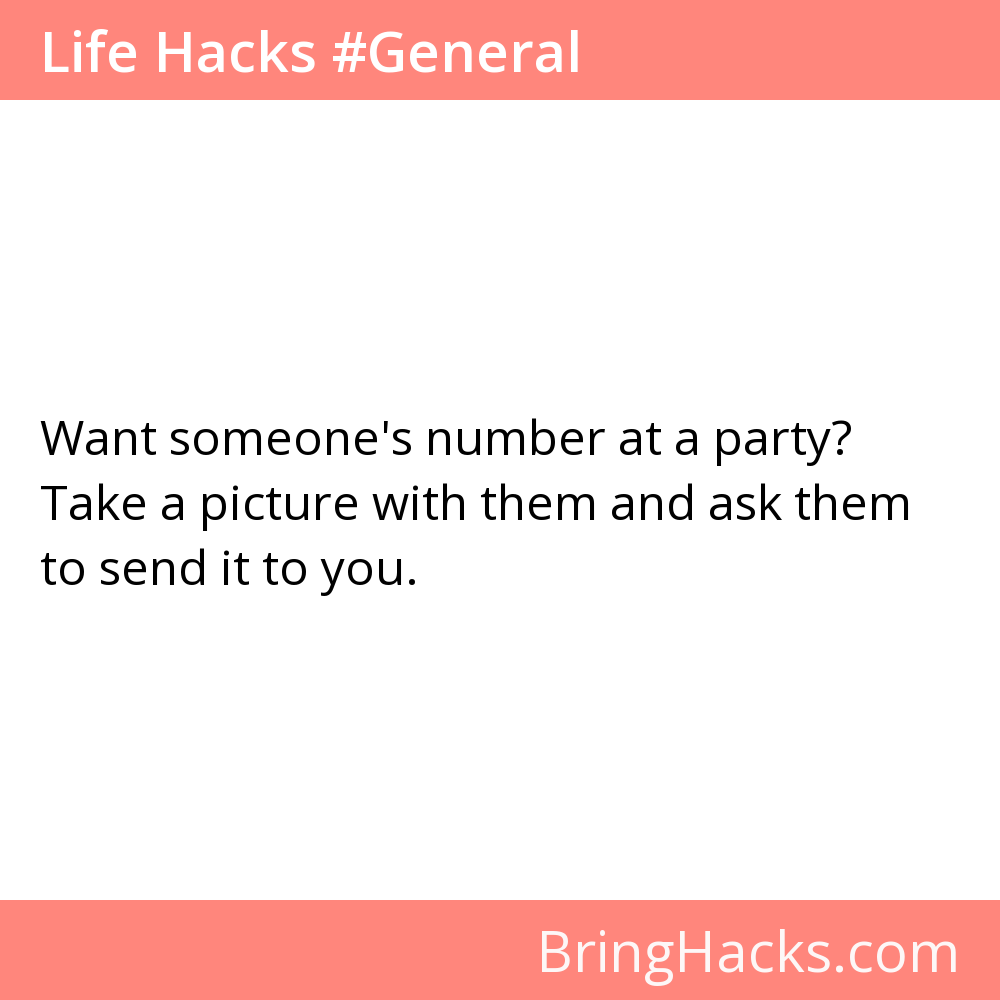 Life Hacks #General
Want someone's number at a party?
Take a picture with them and ask them
to send it to you.
BringHacks.com